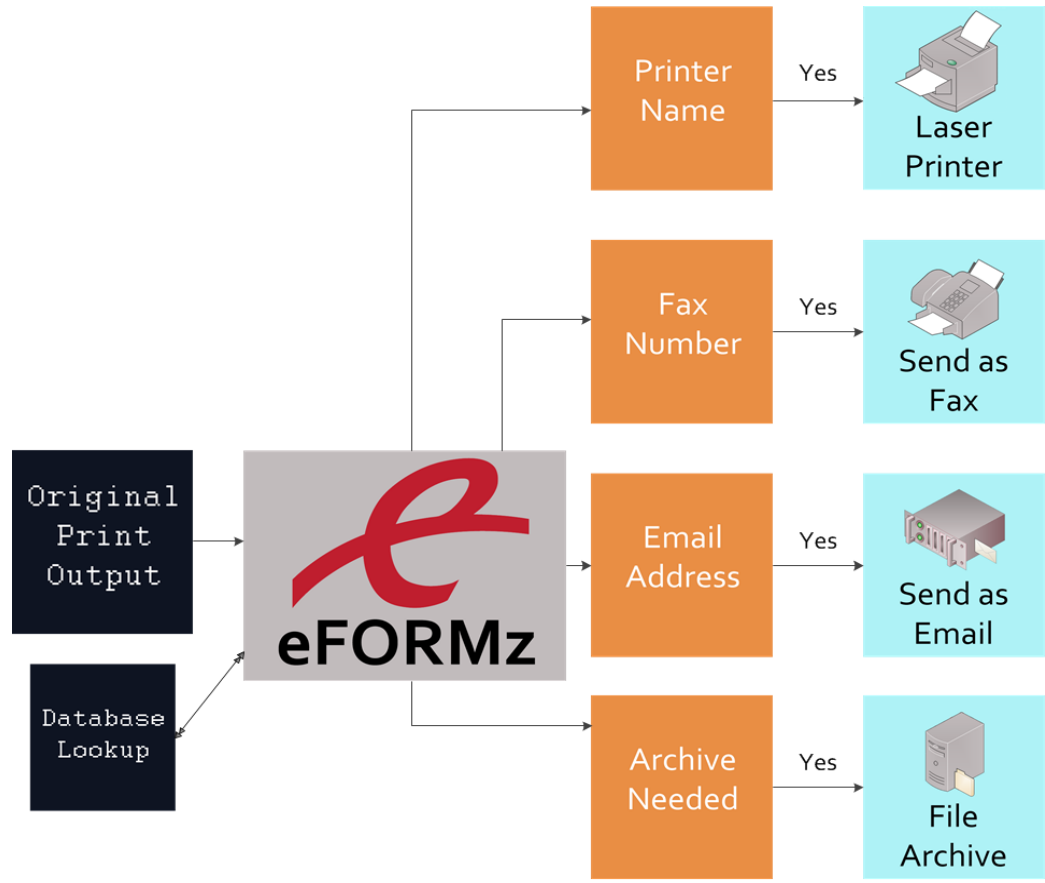 Printer
Name
Yes
Laser
Printer
Fax
Number
Yes
Send as
Fax
Original
Print
Output
eFORMz
Email
Address
Yes
Send as
Email
Database
Lookup
Archive
Needed
Yes
File
Archive